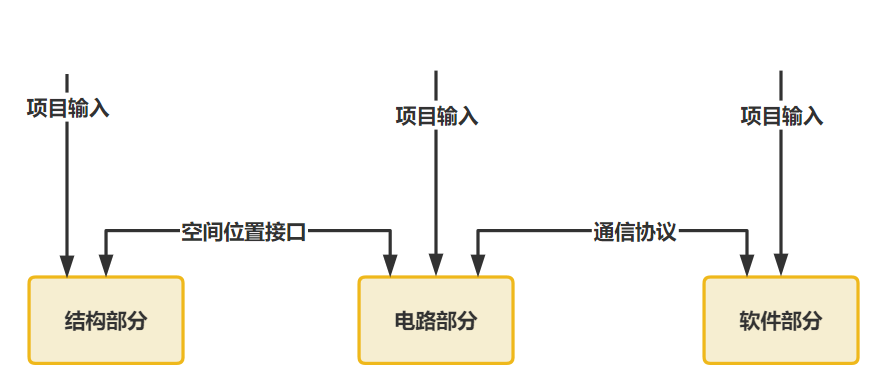 项目输入
项目输入
项目输入
空间位置接口
通信协议
结构部分
电路部分
软件部分